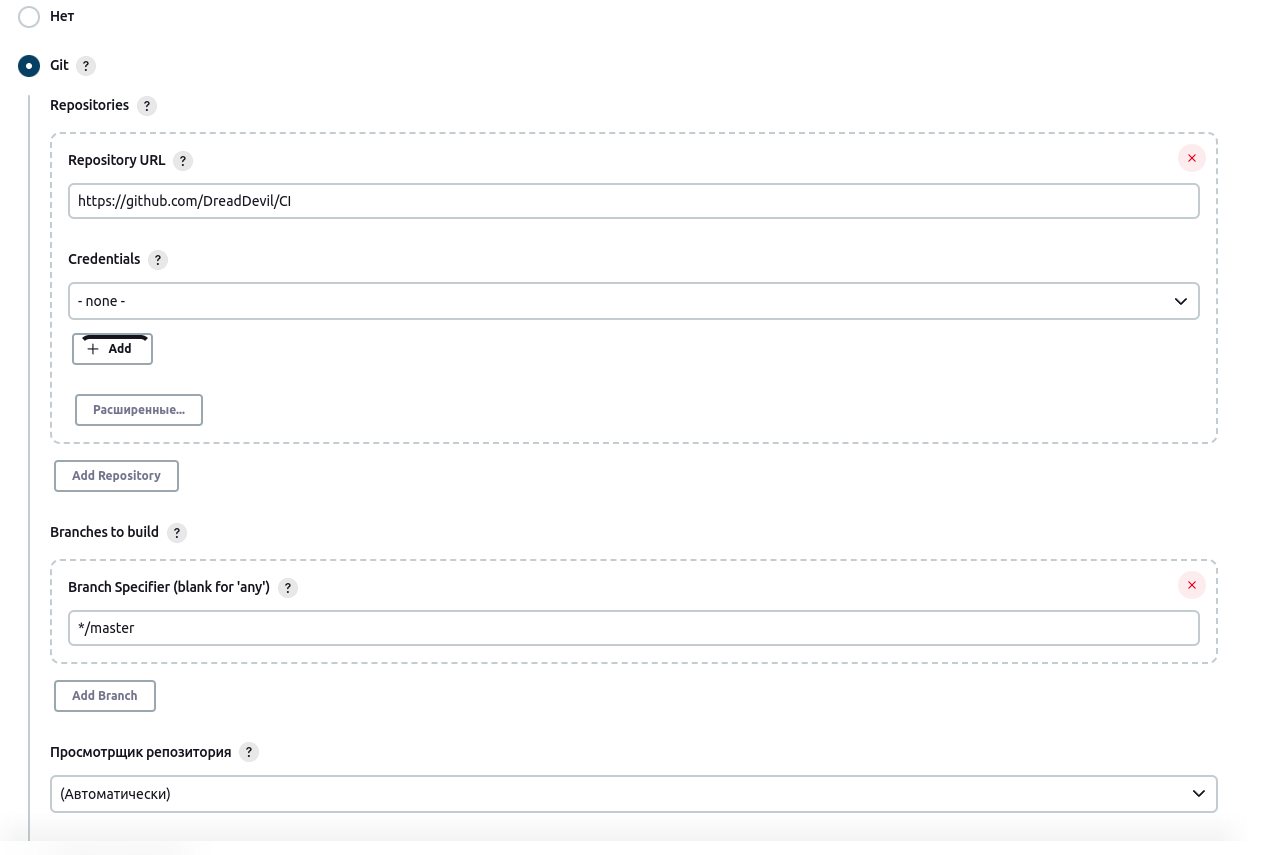 Нет
Git ?
Repositories ?
Repository URL ?
https://github.com/DreadDevil/CI
Credentials ?
- none -
Add
Расширенные...
Add Repository
Branches to build ?
Branch Specifier (blank for 'any') ?
*/master
Add Branch
Просмотрщик репозитория ?
(Автоматически)